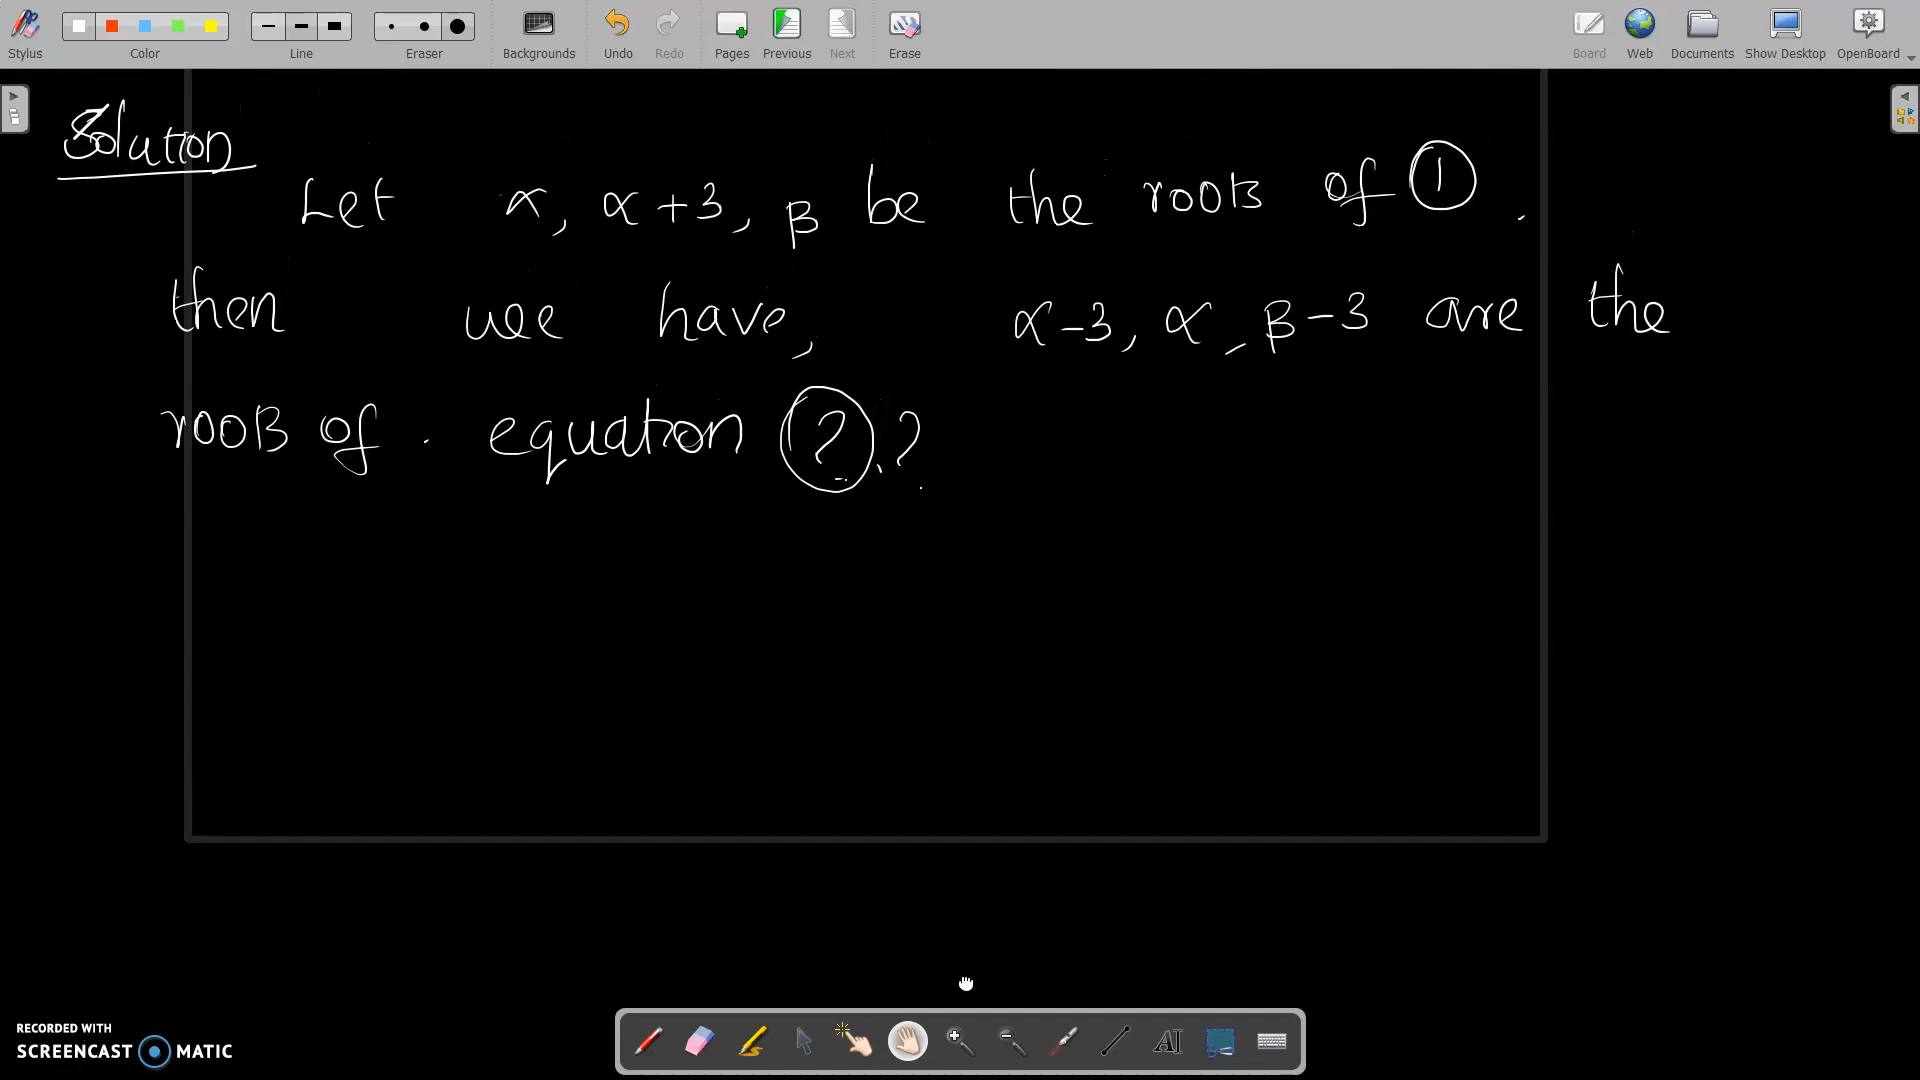 Stylus
Color
Line
Eraser
Backgrounds
Undo
Redo
Pages
Previous
Next
Erase
Board
Web
Documents
Show Desktop
OpenBoard
Solution
Let α, α+3, β be the roots of ①.
then we have, α-3, α, β-3 are the
roots of equation (?).?
RECORDED WITH
SCREENCAST MATIC
AI